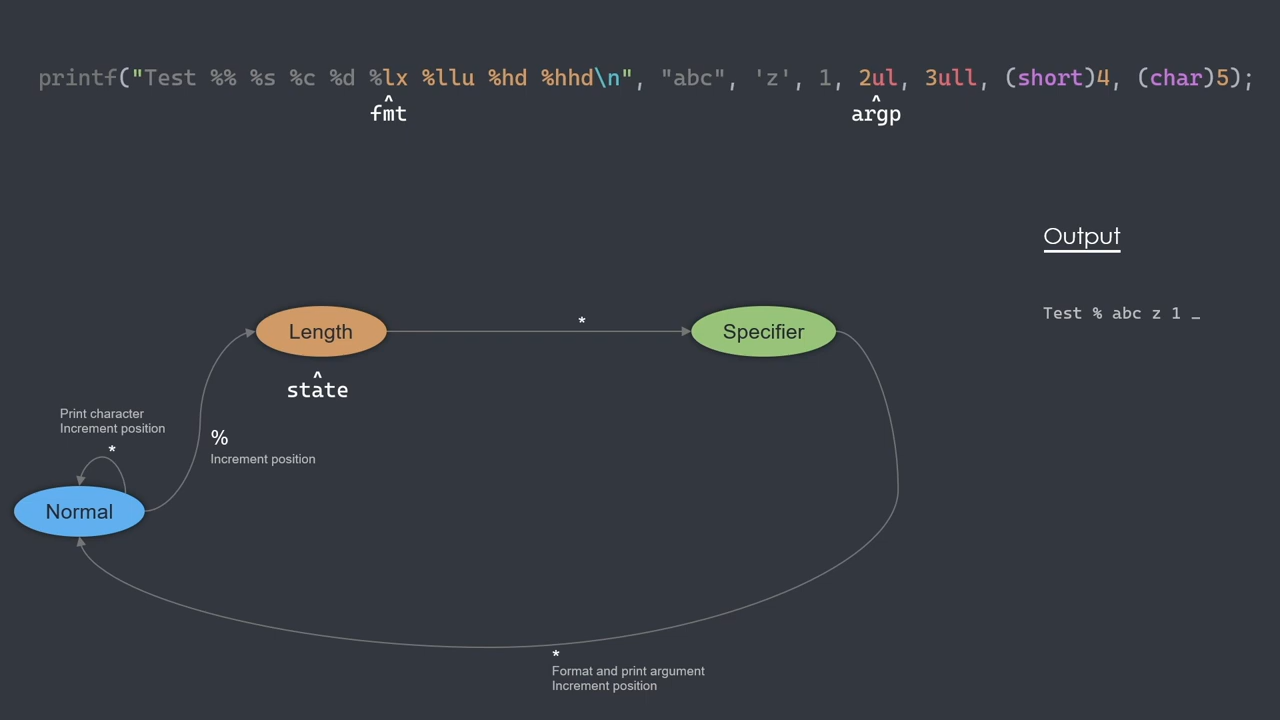 printf("Test %% %s %c %d %lx %llu %hd %hhd\n", "abc", 'z', 1, 2ul, 3ull, (short)4, (char)5);
^ ^
fmt argp
Output
Test % abc z 1 _
Length * Specifier
^
state
Print character
Increment position
*
%
Increment position
Normal
*
Format and print argument
Increment position